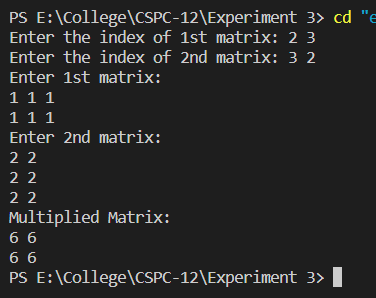 PS E:\College\CSPC-12\Experiment 3> cd "e
Enter the index of 1st matrix: 2 3
Enter the index of 2nd matrix: 3 2
Enter 1st matrix:
1 1 1
1 1 1
Enter 2nd matrix:
2 2
2 2
2 2
Multiplied Matrix:
6 6
6 6
PS E:\College\CSPC-12\Experiment 3>